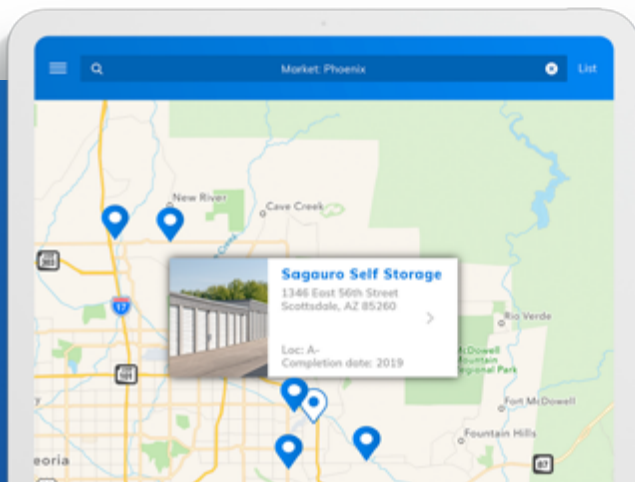 Market: Phoenix
List
New River
Cave Creek
303
Sagauro Self Storage
1346 East 56th Street
Scottsdale, AZ 85260
17
Rio Verde
Loc: A-
McDowell
Completion date: 2019
Mountain
Regional Park
101
Fort McDowell
Fountain Hills
eoria
87